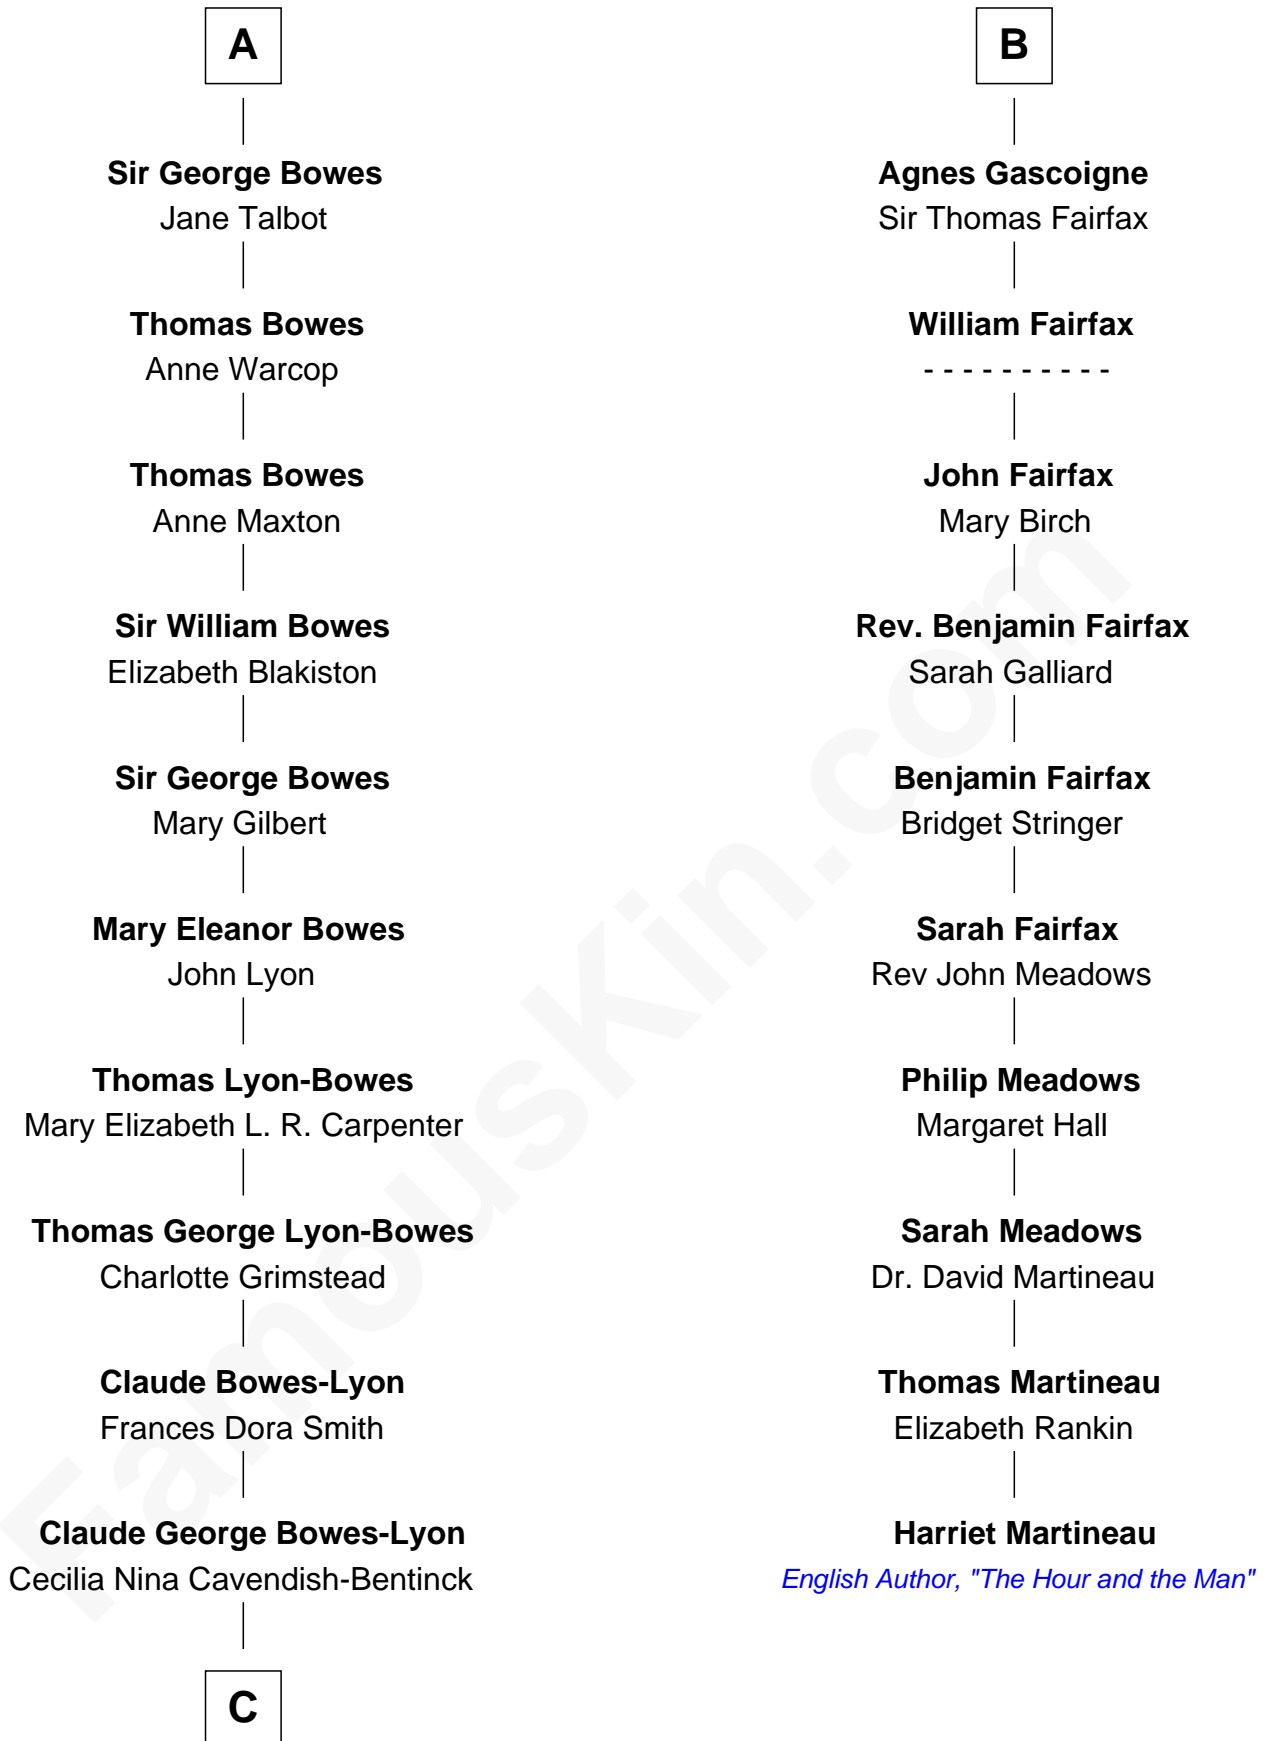 A
Sir George Bowes
Jane Talbot
Thomas Bowes
Anne Warcop
Thomas Bowes
Anne Maxton
Sir William Bowes
Elizabeth Blakiston
Sir George Bowes
Mary Gilbert
Mary Eleanor Bowes
John Lyon
Thomas Lyon-Bowes
Mary Elizabeth L. R. Carpenter
Thomas George Lyon-Bowes
Charlotte Grimstead
Claude Bowes-Lyon
Frances Dora Smith
Claude George Bowes-Lyon
Cecilia Nina Cavendish-Bentinck
C
B
Agnes Gascoigne
Sir Thomas Fairfax
William Fairfax
- - - - - - - - - -
John Fairfax
Mary Birch
Rev. Benjamin Fairfax
Sarah Galliard
Benjamin Fairfax
Bridget Stringer
Sarah Fairfax
Rev John Meadows
Philip Meadows
Margaret Hall
Sarah Meadows
Dr. David Martineau
Thomas Martineau
Elizabeth Rankin
Harriet Martineau
English Author, "The Hour and the Man"
FamousKin.com